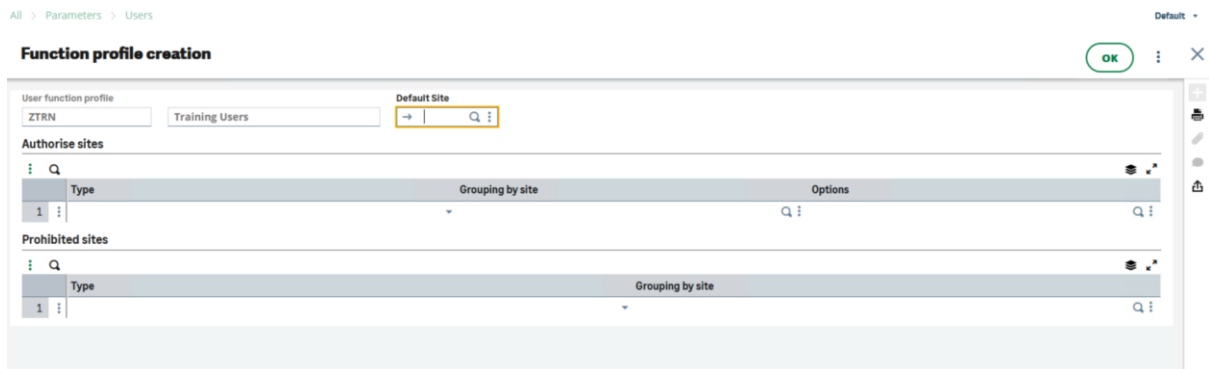 All > Parameters > Users
Default
Function profile creation
OK
User function profile
Default Site
ZTRN
Training Users
Authorise sites
Type
Grouping by site
Options
1
Prohibited sites
Type
Grouping by site
1